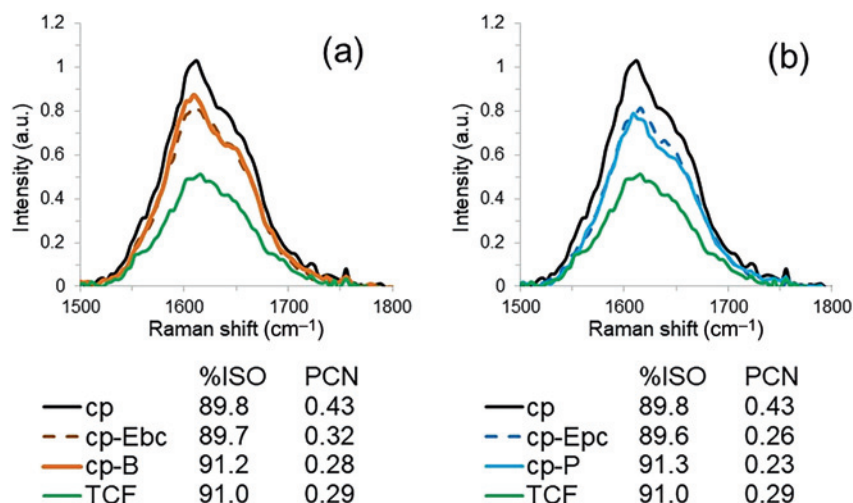 (a)
Intensity (a.u.)
1.2
1
0.8
0.6
0.4
0.2
0
1500 1600 1700 1800
Raman shift (cm⁻¹)
%ISO PCN
cp 89.8 0.43
cp-Ebc 89.7 0.32
cp-B 91.2 0.28
TCF 91.0 0.29
(b)
Intensity (a.u.)
1.2
1
0.8
0.6
0.4
0.2
0
1500 1600 1700 1800
Raman shift (cm⁻¹)
%ISO PCN
cp 89.8 0.43
cp-Epc 89.6 0.26
cp-P 91.3 0.23
TCF 91.0 0.29